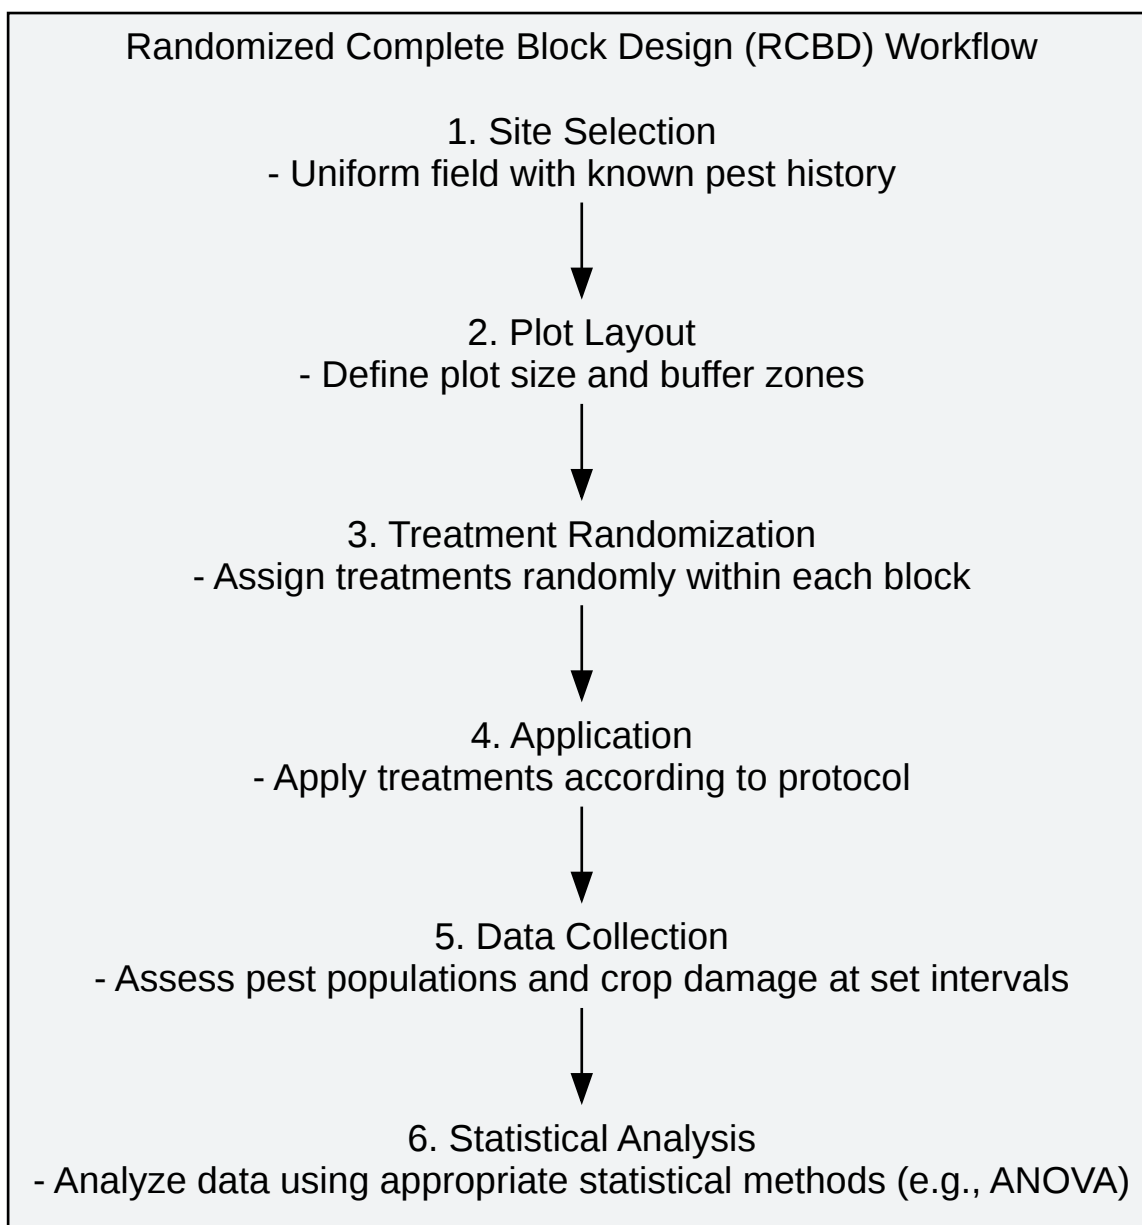 Randomized Complete Block Design (RCBD) Workflow
1. Site Selection
- Uniform field with known pest history
2. Plot Layout
- Define plot size and buffer zones
3. Treatment Randomization
- Assign treatments randomly within each block
4. Application
- Apply treatments according to protocol
5. Data Collection
- Assess pest populations and crop damage at set intervals
6. Statistical Analysis
- Analyze data using appropriate statistical methods (e.g., ANOVA)